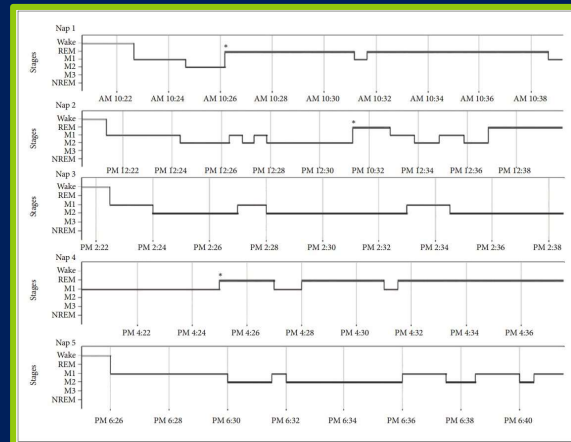 Nap 1
Wake
REM
M1
M2
M3
NREM
Stages
*
AM 10:22 AM 10:24 AM 10:26 AM 10:28 AM 10:30 AM 10:32 AM 10:34 AM 10:36 AM 10:38
Nap 2
Wake
REM
M1
M2
M3
NREM
Stages
*
PM 12:22 PM 12:24 PM 12:26 PM 12:28 PM 12:30 PM 10:32 PM 12:34 PM 12:36 PM 12:38
Nap 3
Wake
REM
M1
M2
M3
NREM
Stages
PM 2:22 PM 2:24 PM 2:26 PM 2:28 PM 2:30 PM 2:32 PM 2:34 PM 2:36 PM 2:38
Nap 4
Wake
REM
M1
M2
M3
NREM
Stages
*
PM 4:22 PM 4:24 PM 4:26 PM 4:28 PM 4:30 PM 4:32 PM 4:34 PM 4:36
Nap 5
Wake
REM
M1
M2
M3
NREM
Stages
PM 6:26 PM 6:28 PM 6:30 PM 6:32 PM 6:34 PM 6:36 PM 6:38 PM 6:40